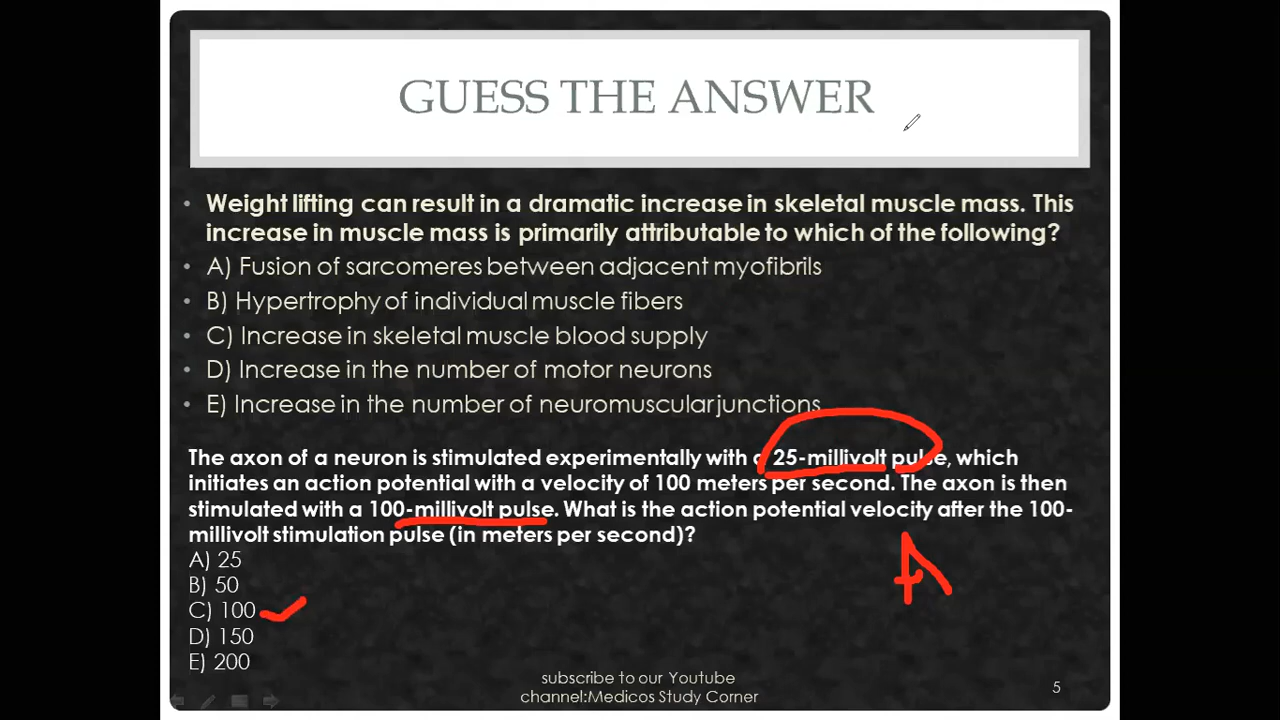 GUESS THE ANSWER
• Weight lifting can result in a dramatic increase in skeletal muscle mass. This
increase in muscle mass is primarily attributable to which of the following?
• A) Fusion of sarcomeres between adjacent myofibrils
• B) Hypertrophy of individual muscle fibers
• C) Increase in skeletal muscle blood supply
• D) Increase in the number of motor neurons
• E) Increase in the number of neuromuscular junctions
The axon of a neuron is stimulated experimentally with a 25-millivolt pulse, which
initiates an action potential with a velocity of 100 meters per second. The axon is then
stimulated with a 100-millivolt pulse. What is the action potential velocity after the 100-
millivolt stimulation pulse (in meters per second)?
A) 25
B) 50
C) 100
D) 150
E) 200
subscribe to our Youtube
channel:Medicos Study Corner
5